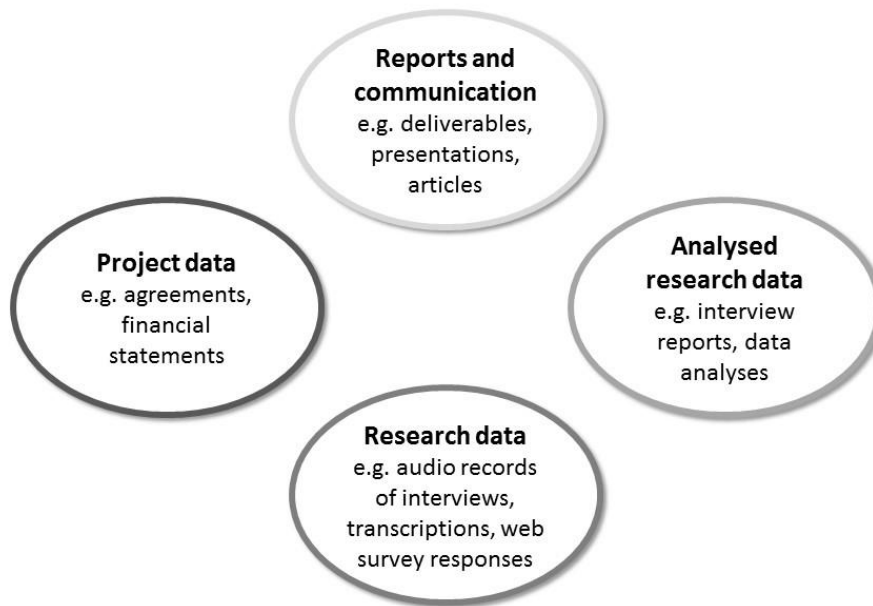 Reports and
communication
e.g. deliverables,
presentations,
articles
Project data
e.g. agreements,
financial
statements
Analysed
research data
e.g. interview
reports, data
analyses
Research data
e.g. audio records
of interviews,
transcriptions, web
survey responses